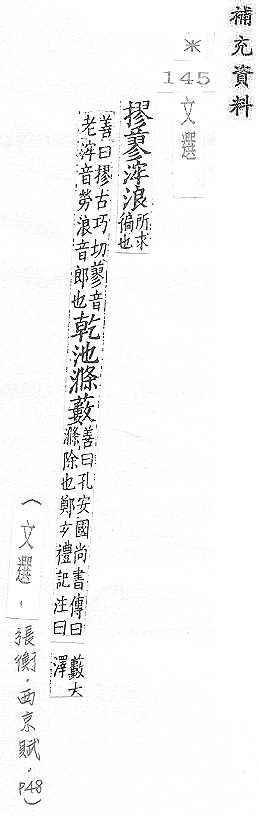 補充資料
※
145
文選
摎蓼浶浪所求
徧也
善曰摎古巧切蓼音
老浶音勞浪音郎也乾池滌藪善曰孔安國尚書傳曰
滌除也鄭玄禮記注曰
藪大
澤
(文選,張衡.西京賦.P48)